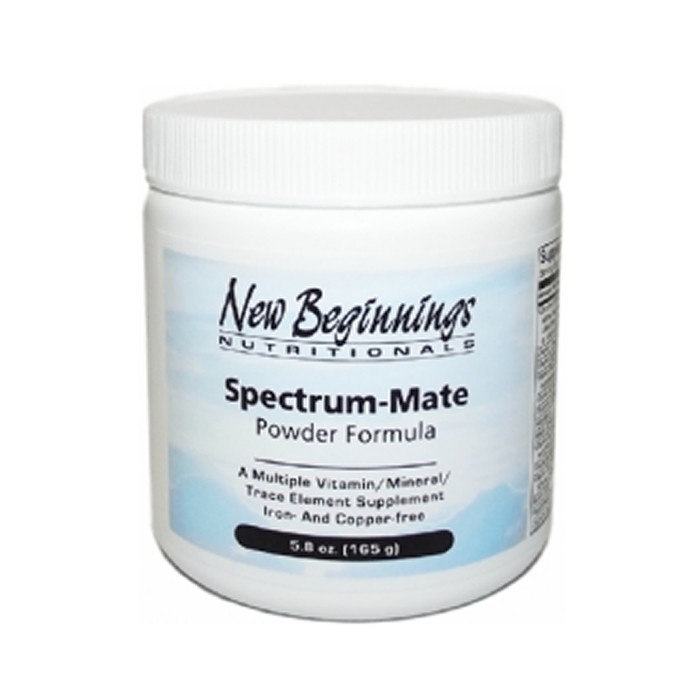 New Beginnings
NUTRITIONALS
Spectrum-Mate
Powder Formula
A Multiple Vitamin/Mineral/
Trace Element Supplement
Iron- And Copper-free
5.8 oz. (165 g)